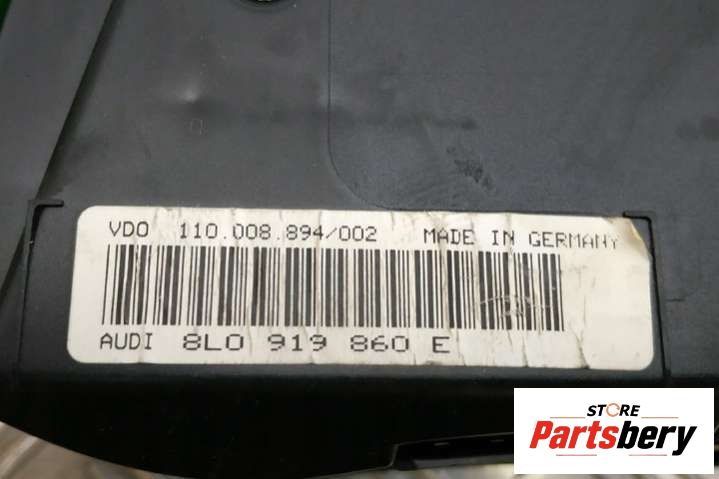 VDO 110.008.894/002 MADE IN GERMANY
AUDI 8L0 919 860 E
STORE
Partsbery